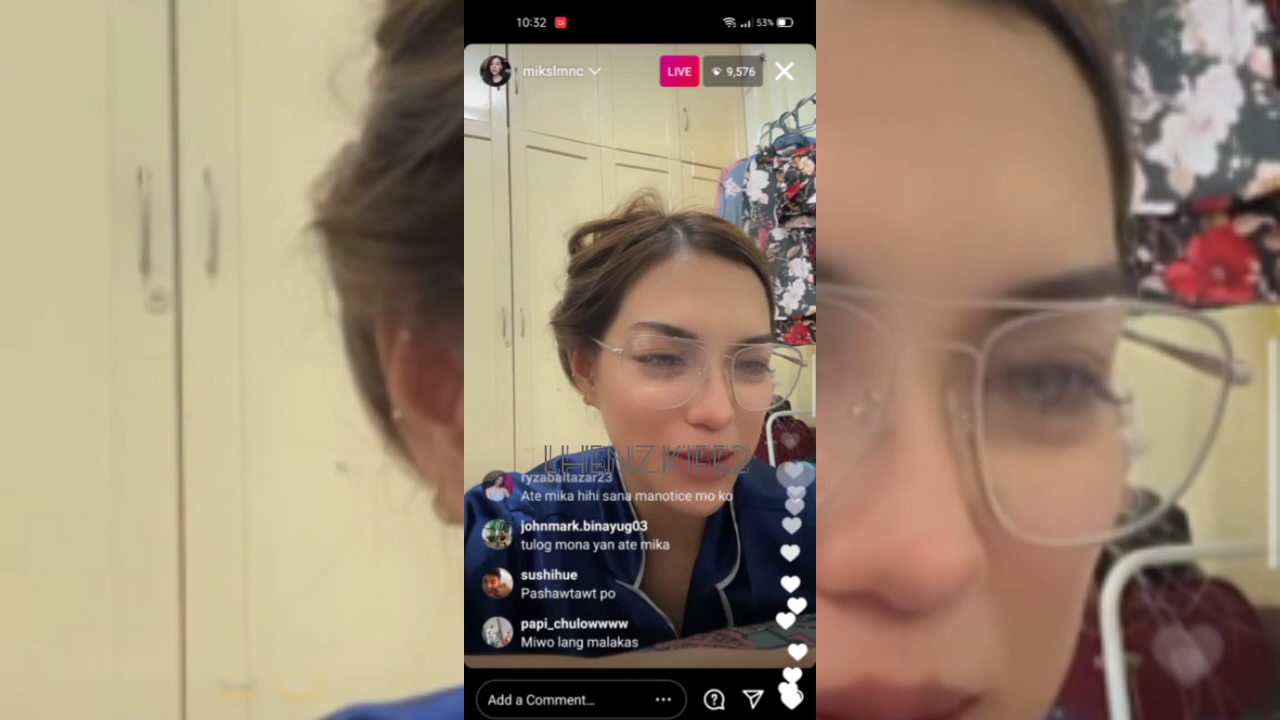 10:32
53%
mikslmnc
LIVE
9,576
LHENZKIEE2
ryzabaltazar23
Ate mika hihi sana manotice mo ko
johnmark.binayug03
tulog mona yan ate mika
sushihue
Pashawtawt po
papi_chulowwww
Miwo lang malakas
Add a Comment...